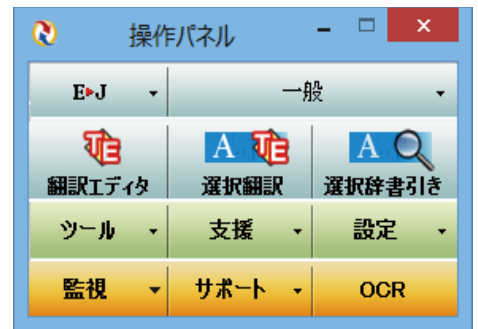 操作パネル
E▶J 一般
翻訳エディタ 選択翻訳 選択辞書引き
ツール 支援 設定
監視 サポート OCR